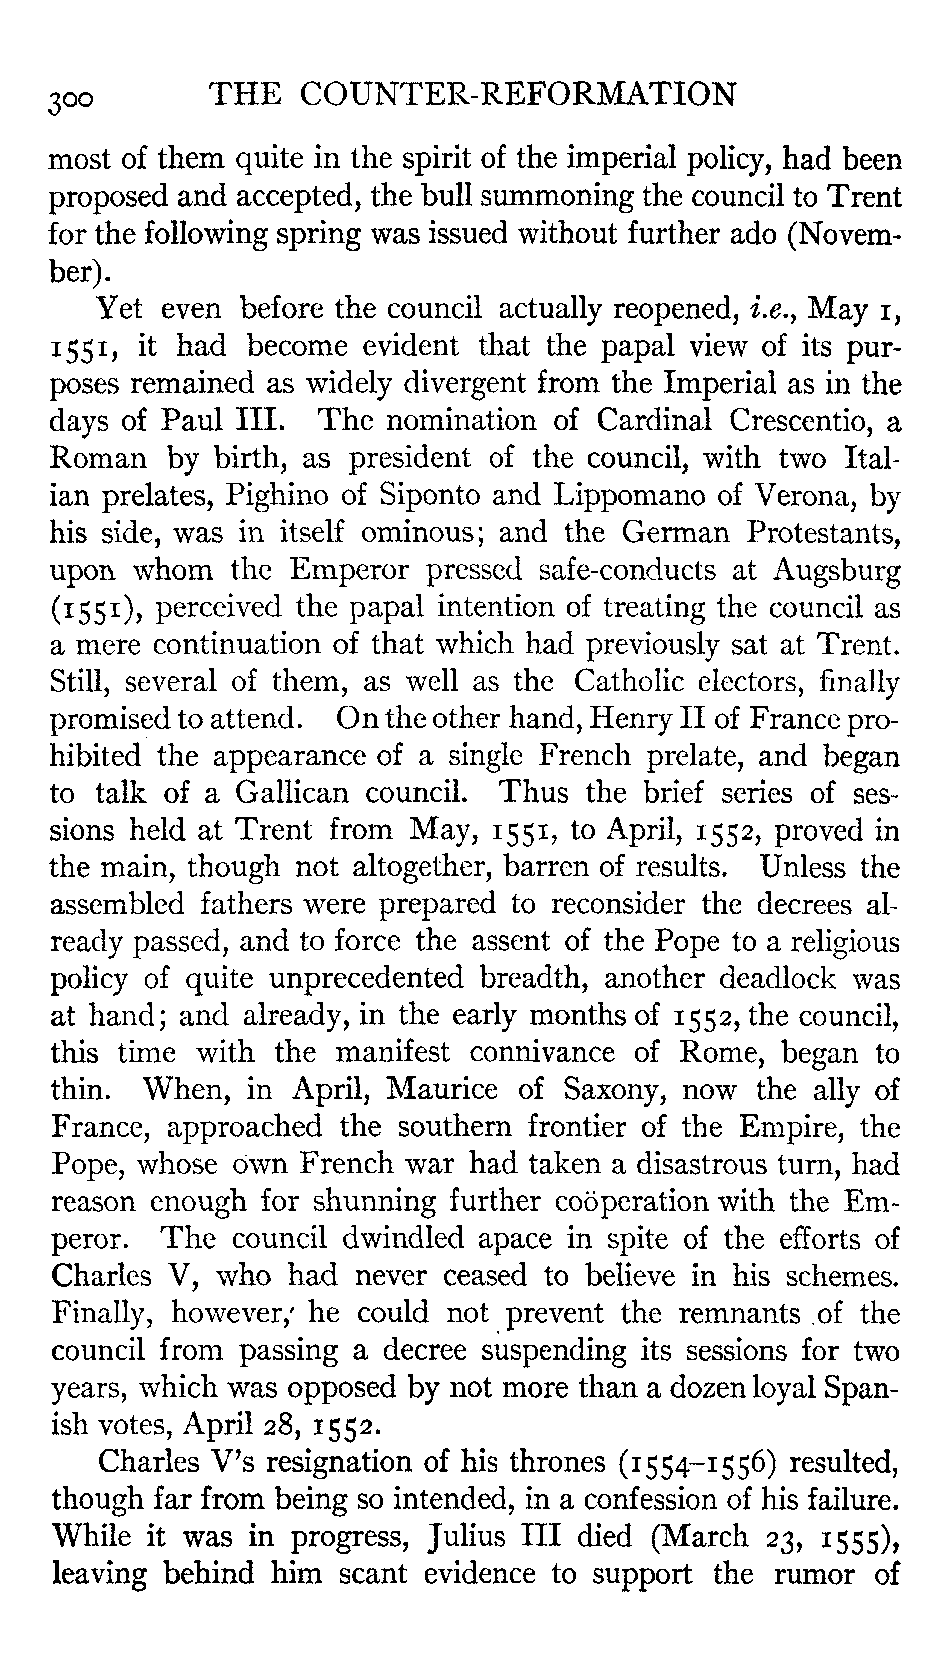 300 THE COUNTER-REFORMATION
most of them quite in the spirit of the imperial policy, had been
proposed and accepted, the bull summoning the council to Trent
for the following spring was issued without further ado (Novem-
ber).
Yet even before the council actually reopened, i.e., May 1,
1551, it had become evident that the papal view of its pur-
poses remained as widely divergent from the Imperial as in the
days of Paul III. The nomination of Cardinal Crescentio, a
Roman by birth, as president of the council, with two Ital-
ian prelates, Pighino of Siponto and Lippomano of Verona, by
his side, was in itself ominous; and the German Protestants,
upon whom the Emperor pressed safe-conducts at Augsburg
(1551), perceived the papal intention of treating the council as
a mere continuation of that which had previously sat at Trent.
Still, several of them, as well as the Catholic electors, finally
promised to attend. On the other hand, Henry II of France pro-
hibited the appearance of a single French prelate, and began
to talk of a Gallican council. Thus the brief series of ses-
sions held at Trent from May, 1551, to April, 1552, proved in
the main, though not altogether, barren of results. Unless the
assembled fathers were prepared to reconsider the decrees al-
ready passed, and to force the assent of the Pope to a religious
policy of quite unprecedented breadth, another deadlock was
at hand; and already, in the early months of 1552, the council,
this time with the manifest connivance of Rome, began to
thin. When, in April, Maurice of Saxony, now the ally of
France, approached the southern frontier of the Empire, the
Pope, whose own French war had taken a disastrous turn, had
reason enough for shunning further coöperation with the Em-
peror. The council dwindled apace in spite of the efforts of
Charles V, who had never ceased to believe in his schemes.
Finally, however, he could not prevent the remnants of the
council from passing a decree suspending its sessions for two
years, which was opposed by not more than a dozen loyal Span-
ish votes, April 28, 1552.
Charles V's resignation of his thrones (1554–1556) resulted,
though far from being so intended, in a confession of his failure.
While it was in progress, Julius III died (March 23, 1555),
leaving behind him scant evidence to support the rumor of